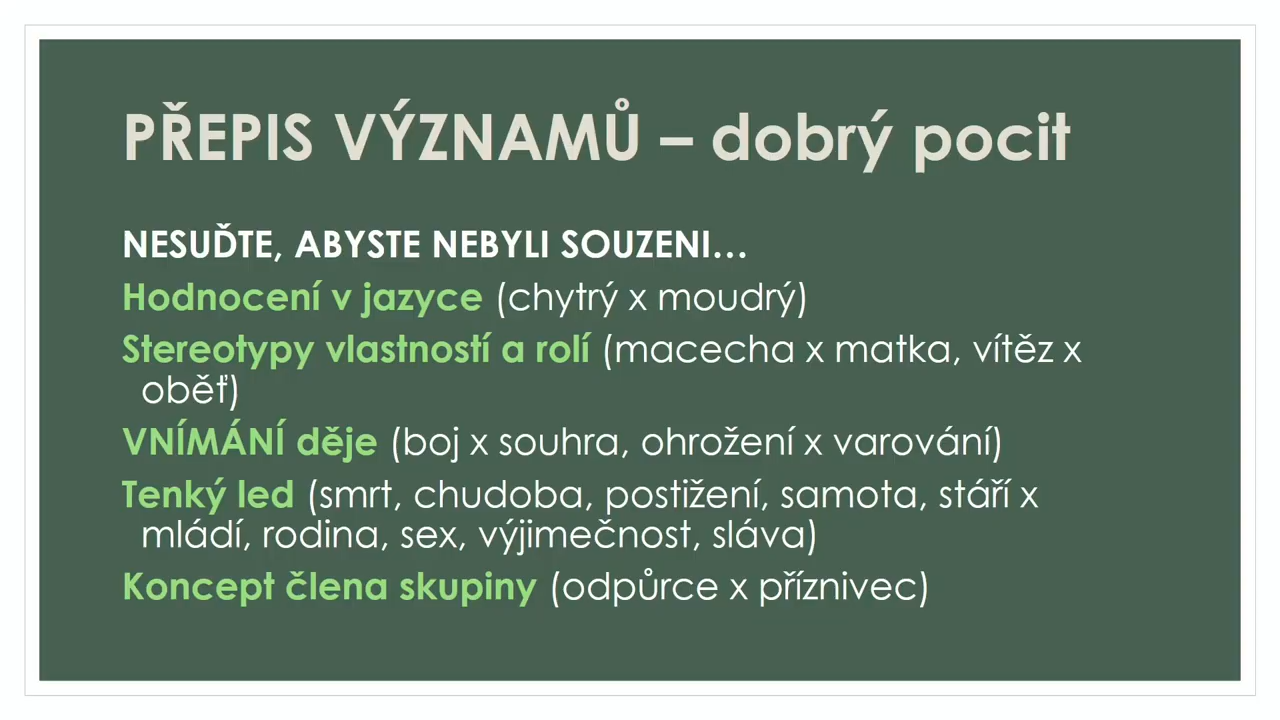 PŘEPIS VÝZNAMŮ – dobrý pocit
NESUĎTE, ABYSTE NEBYLI SOUZENI…
Hodnocení v jazyce (chytrý x moudrý)
Stereotypy vlastností a rolí (macecha x matka, vítěz x
oběť)
VNÍMÁNÍ děje (boj x souhra, ohrožení x varování)
Tenký led (smrt, chudoba, postižení, samota, stáří x
mládí, rodina, sex, výjimečnost, sláva)
Koncept člena skupiny (odpůrce x příznivec)